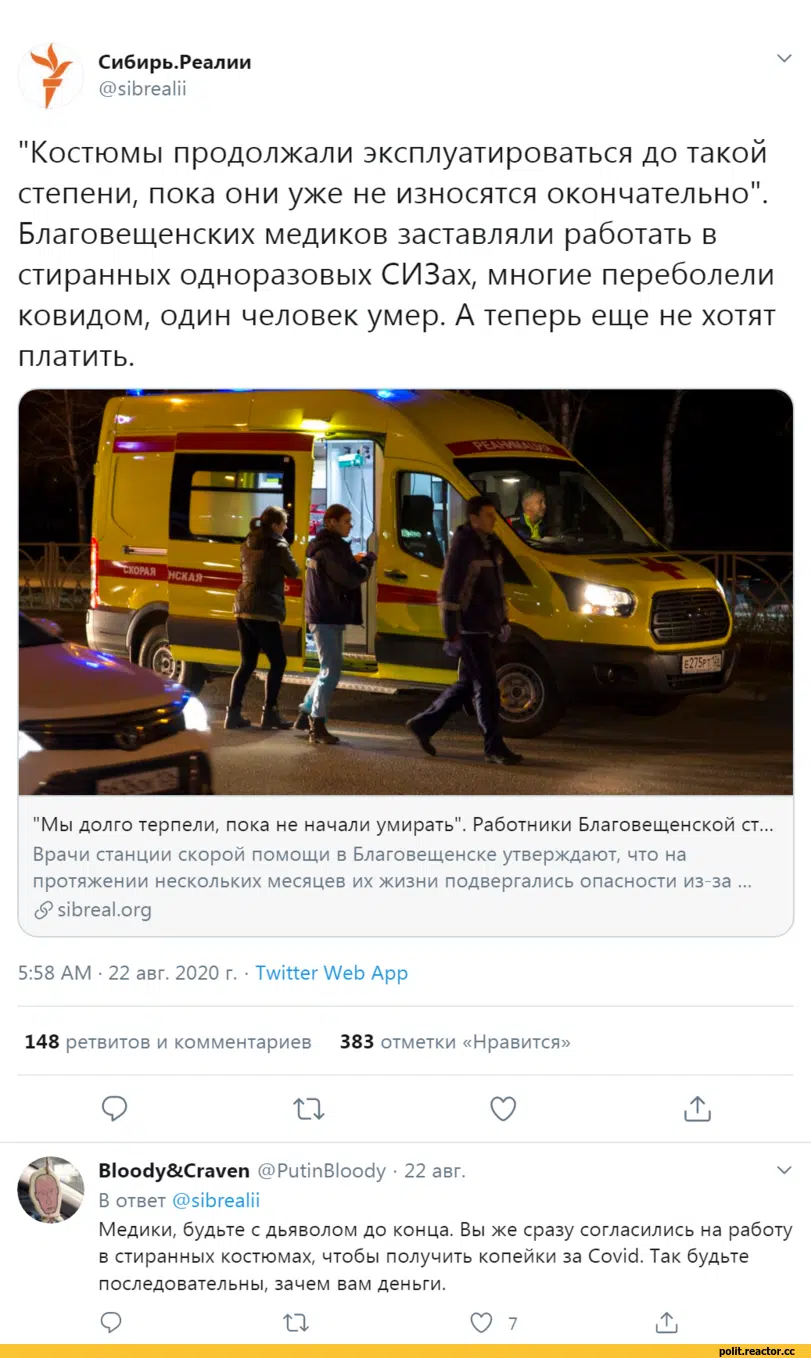 Сибирь.Реалии
@sibrealii
"Костюмы продолжали эксплуатироваться до такой
степени, пока они уже не износятся окончательно".
Благовещенских медиков заставляли работать в
стиранных одноразовых СИЗах, многие переболели
ковидом, один человек умер. А теперь еще не хотят
платить.
РЕАНИМАЦИЯ
СКОРАЯ
НСКАЯ
"Мы долго терпели, пока не начали умирать". Работники Благовещенской ст...
Врачи станции скорой помощи в Благовещенске утверждают, что на
протяжении нескольких месяцев их жизни подвергались опасности из-за ...
sibreal.org
5:58 AM · 22 авг. 2020 г. · Twitter Web App
148 ретвитов и комментариев 383 отметки «Нравится»
Bloody&Craven @PutinBloody · 22 авг.
В ответ @sibrealii
Медики, будьте с дьяволом до конца. Вы же сразу согласились на работу
в стиранных костюмах, чтобы получить копейки за Covid. Так будьте
последовательны, зачем вам деньги.
7
polit.reactor.cc